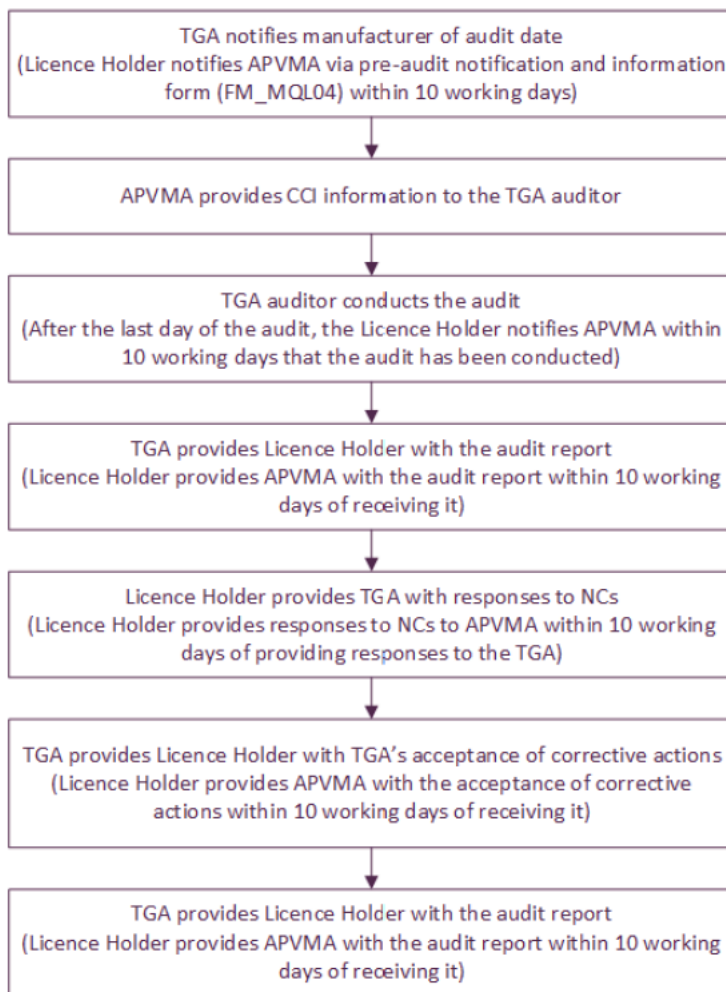 TGA notifies manufacturer of audit date
(Licence Holder notifies APVMA via pre-audit notification and information
form (FM_MQL04) within 10 working days)
APVMA provides CCI information to the TGA auditor
TGA auditor conducts the audit
(After the last day of the audit, the Licence Holder notifies APVMA within
10 working days that the audit has been conducted)
TGA provides Licence Holder with the audit report
(Licence Holder provides APVMA with the audit report within 10 working
days of receiving it)
Licence Holder provides TGA with responses to NCs
(Licence Holder provides responses to NCs to APVMA within 10 working
days of providing responses to the TGA)
TGA provides Licence Holder with TGA’s acceptance of corrective actions
(Licence Holder provides APVMA with the acceptance of corrective
actions within 10 working days of receiving it)
TGA provides Licence Holder with the audit report
(Licence Holder provides APVMA with the audit report within 10 working
days of receiving it)